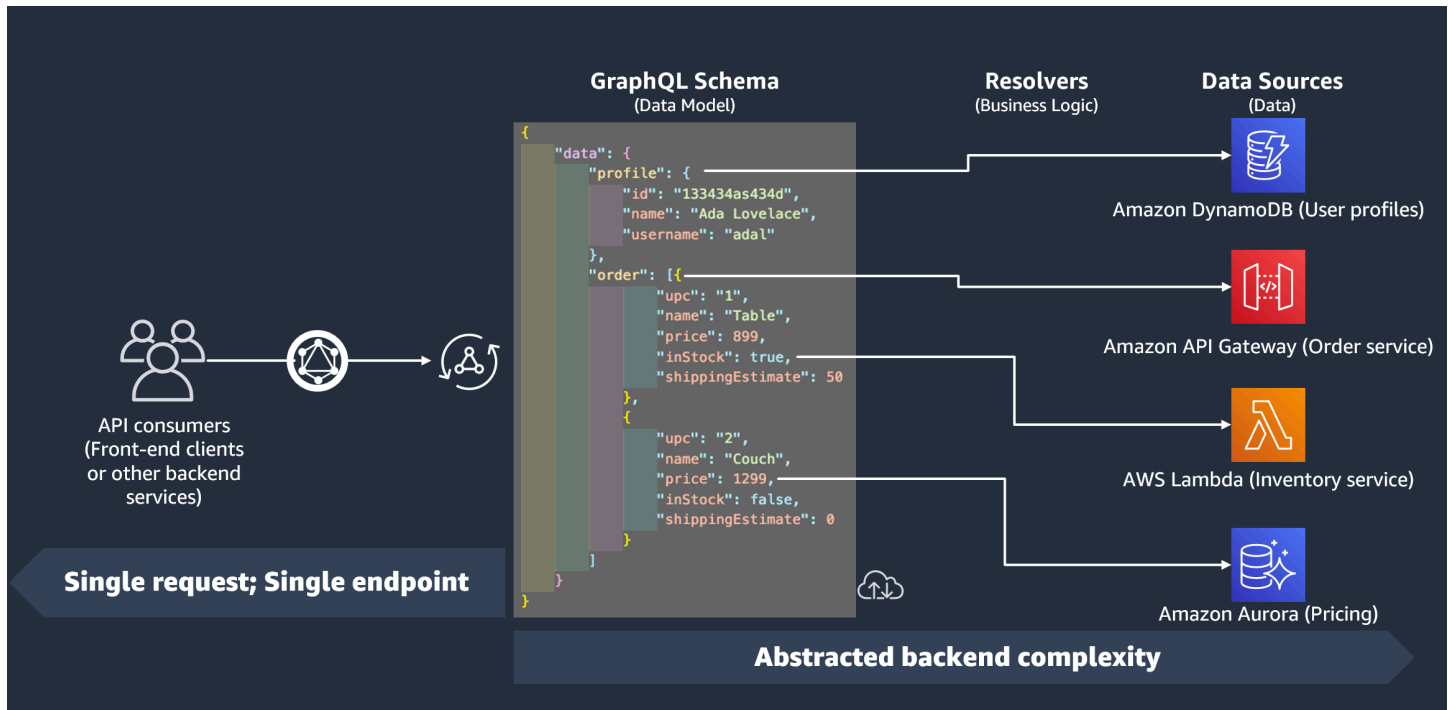 GraphQL Schema
(Data Model)
Resolvers
(Business Logic)
Data Sources
(Data)
{
"data": {
"profile": {
"id": "133434as434d",
"name": "Ada Lovelace",
"username": "adal"
},
"order": [{
"upc": "1",
"name": "Table",
"price": 899,
"inStock": true,
"shippingEstimate": 50
},
{
"upc": "2",
"name": "Couch",
"price": 1299,
"inStock": false,
"shippingEstimate": 0
}
]
}
}
API consumers
(Front-end clients
or other backend
services)
Amazon DynamoDB (User profiles)
</>
Amazon API Gateway (Order service)
AWS Lambda (Inventory service)
Amazon Aurora (Pricing)
Single request; Single endpoint
Abstracted backend complexity